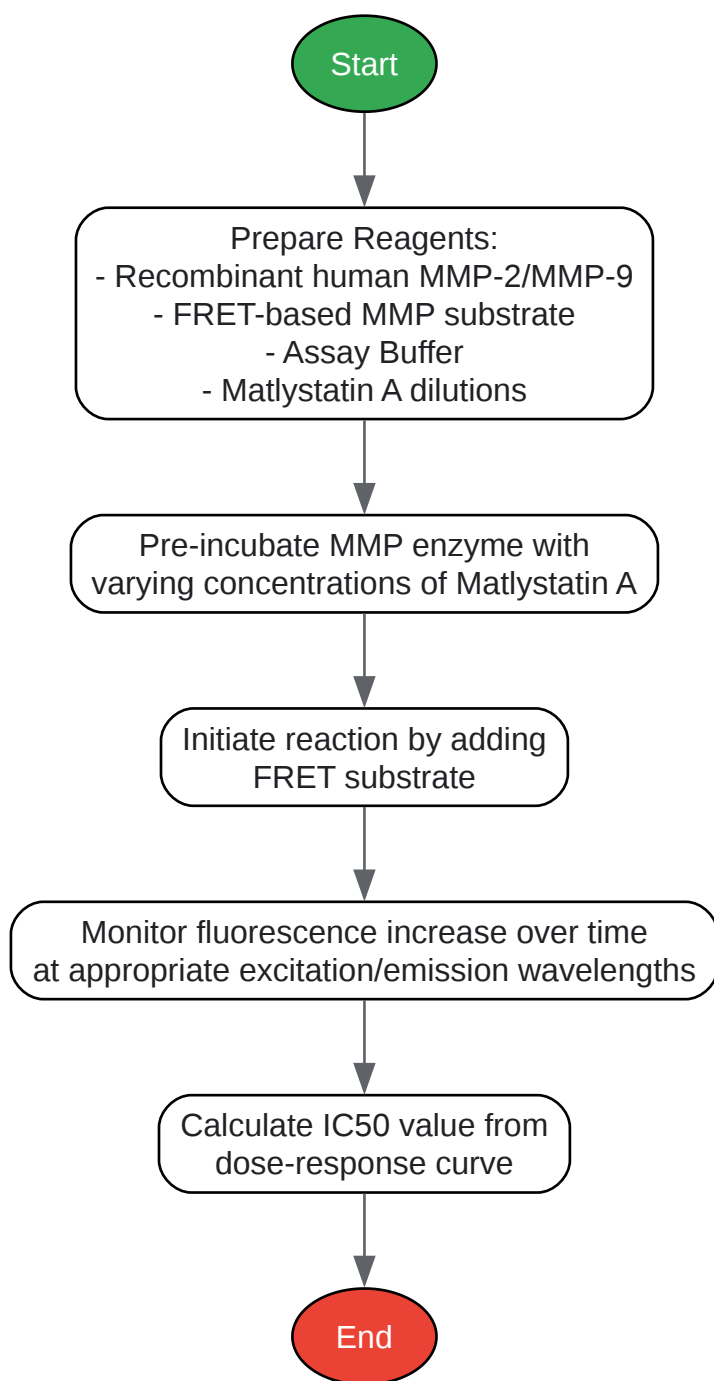 Start
Prepare Reagents:
- Recombinant human MMP-2/MMP-9
- FRET-based MMP substrate
- Assay Buffer
- Matlystatin A dilutions
Pre-incubate MMP enzyme with
varying concentrations of Matlystatin A
Initiate reaction by adding
FRET substrate
Monitor fluorescence increase over time
at appropriate excitation/emission wavelengths
Calculate IC50 value from
dose-response curve
End